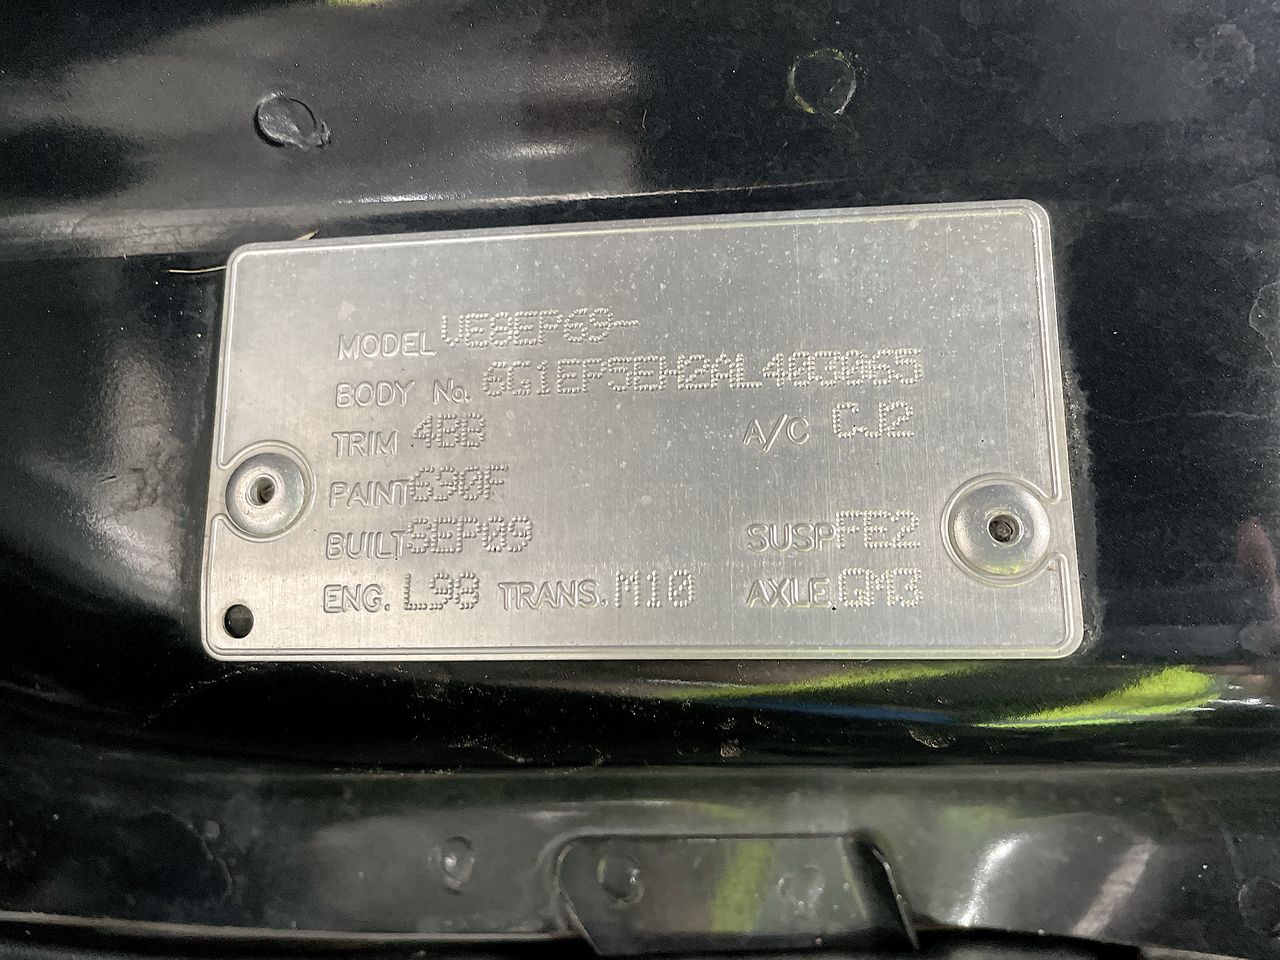 MODEL VE8EP69-
BODY No. 6G1EP5EH2AL403065
TRIM 4BB A/C CJ2
PAINT 690F
BUILT SEP09 SUSP FE2
ENG. L98 TRANS. M10 AXLE GM3